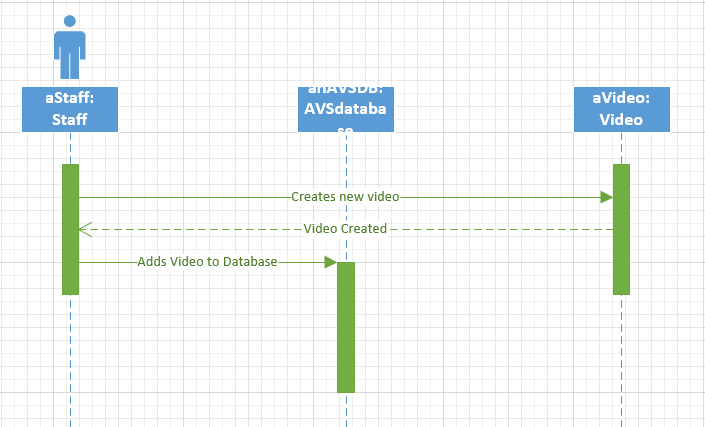 aStaff:
Staff
anAVSDB:
AVSdataba
se
aVideo:
Video
Creates new video
Video Created
Adds Video to Database